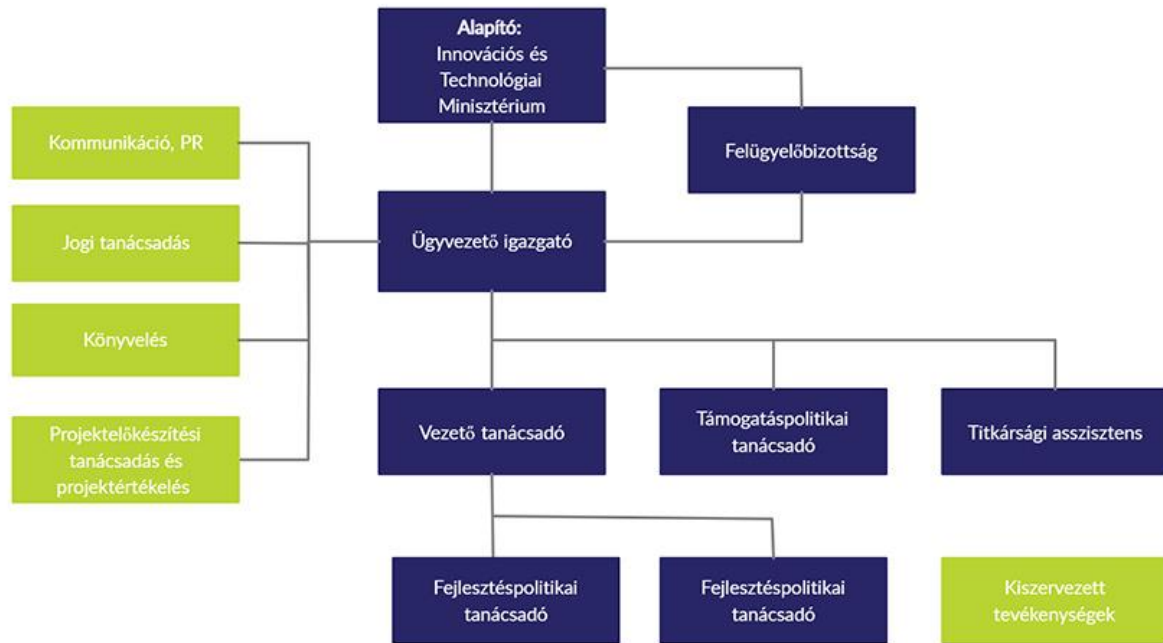 Alapító:
Innovációs és
Technológiai
Minisztérium
Kommunikáció, PR
Felügyelőbizottság
Jogi tanácsadás
Ügyvezető igazgató
Könyvelés
Projektelőkészítési
tanácsadás és
projektértékelés
Vezető tanácsadó
Támogatáspolitikai
tanácsadó
Titkársági asszisztens
Fejlesztéspolitikai
tanácsadó
Fejlesztéspolitikai
tanácsadó
Kiszervezett
tevékenységek